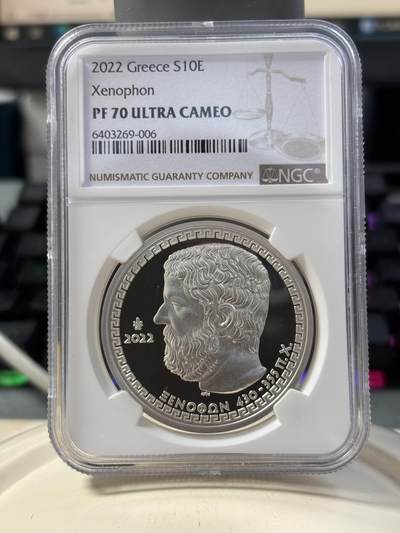 2022 Greece S10E
Xenophon
PF 70 ULTRA CAMEO
6403269-006
NUMISMATIC GUARANTY COMPANY
NGC®
2022
ΞΕΝΟΦΩΝ 430-355 Π.Χ.